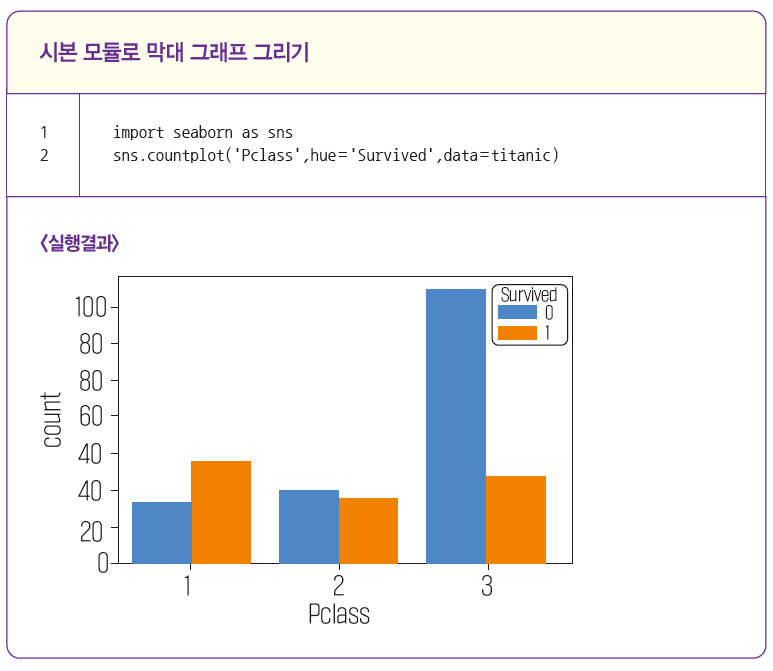 시본 모듈로 막대 그래프 그리기
1 import seaborn as sns
2 sns.countplot('Pclass',hue='Survived',data=titanic)
<실행결과>
Survived
0
1
100
80
80
60
40
40
20
0
count
1 2 3
Pclass